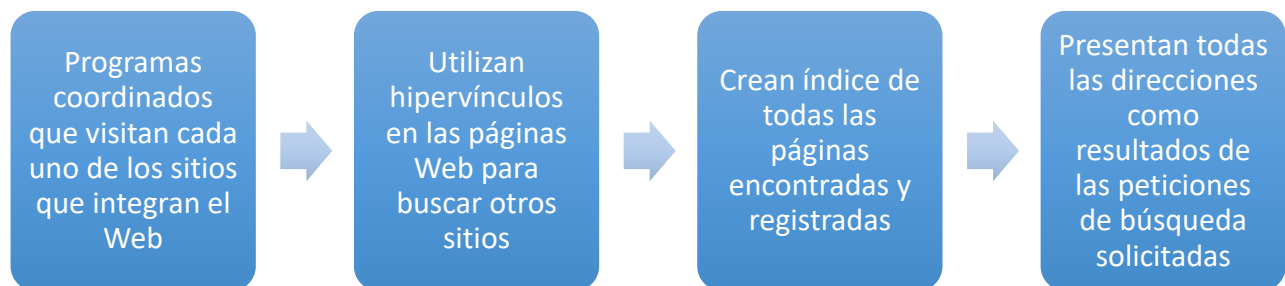 Programas
coordinados
que visitan cada
uno de los sitios
que integran el
Web
Utilizan
hipervínculos
en las páginas
Web para
buscar otros
sitios
Crean índice de
todas las
páginas
encontradas y
registradas
Presentan todas
las direcciones
como
resultados de
las peticiones
de búsqueda
solicitadas